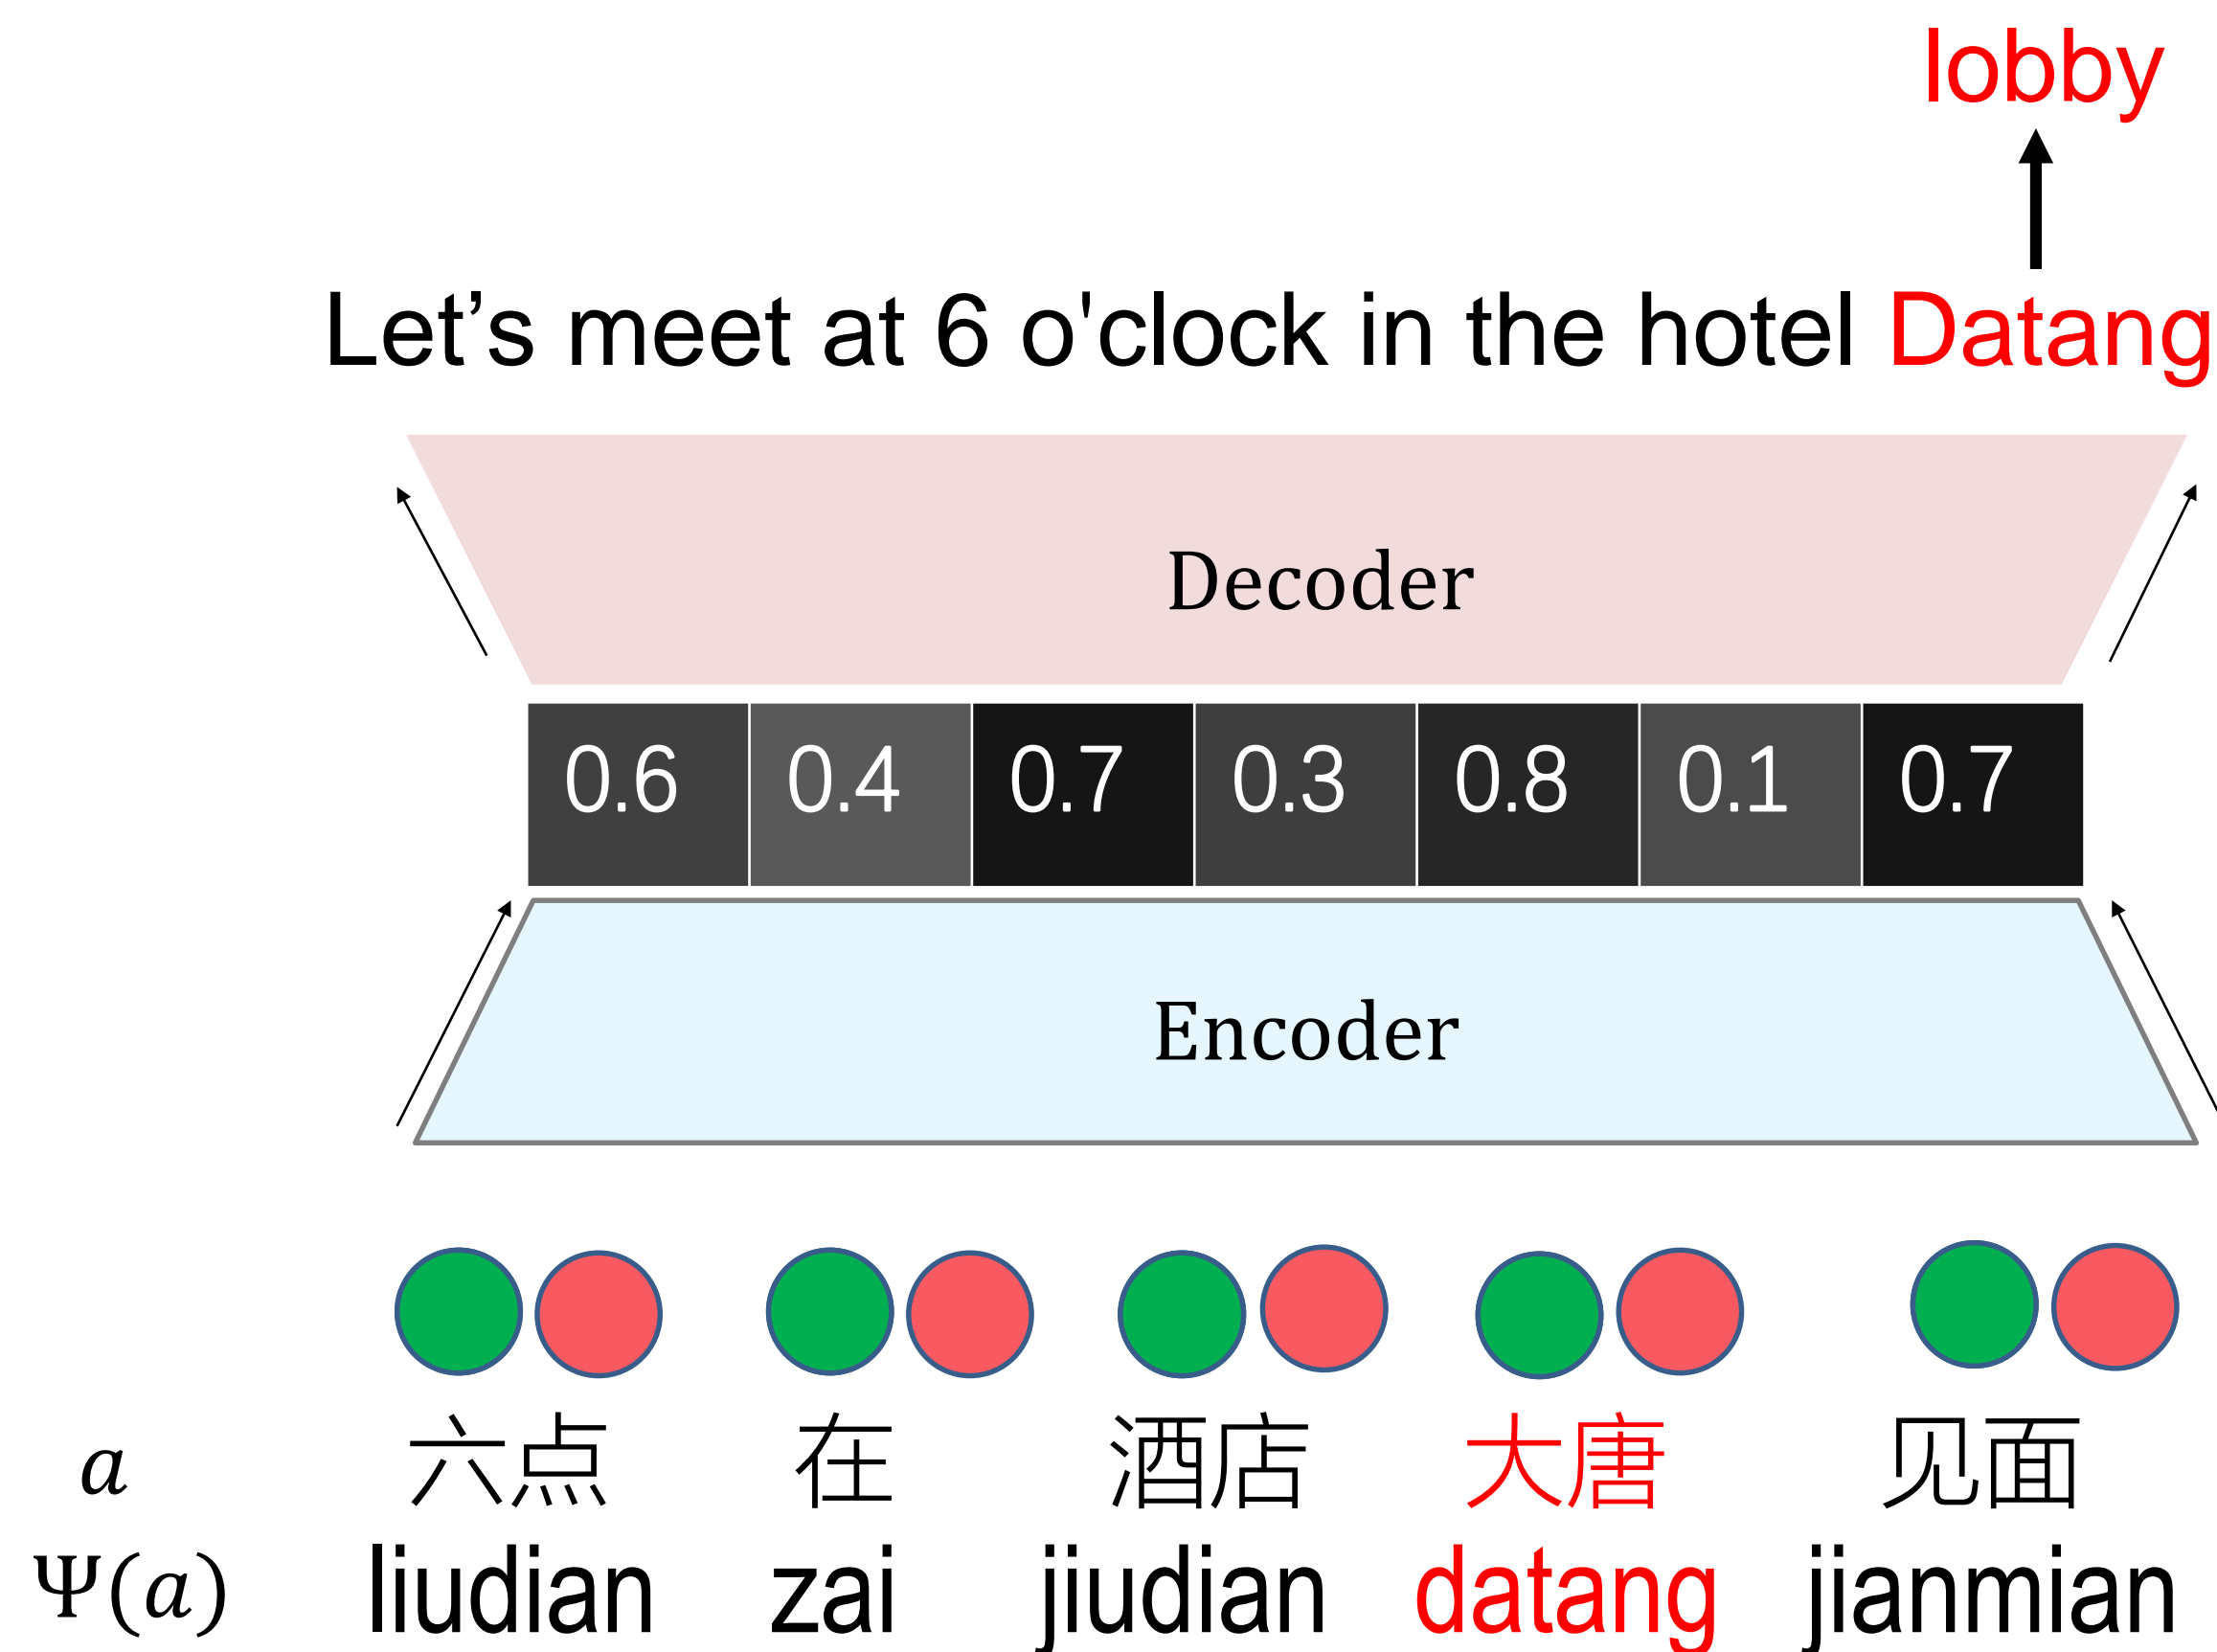 lobby
Let’s meet at 6 o'clock in the hotel Datang
Decoder
0.6 0.4 0.7 0.3 0.8 0.1 0.7
Encoder
a 六点 在 酒店 大唐 见面
Ψ(a) liudian zai jiudian datang jianmian